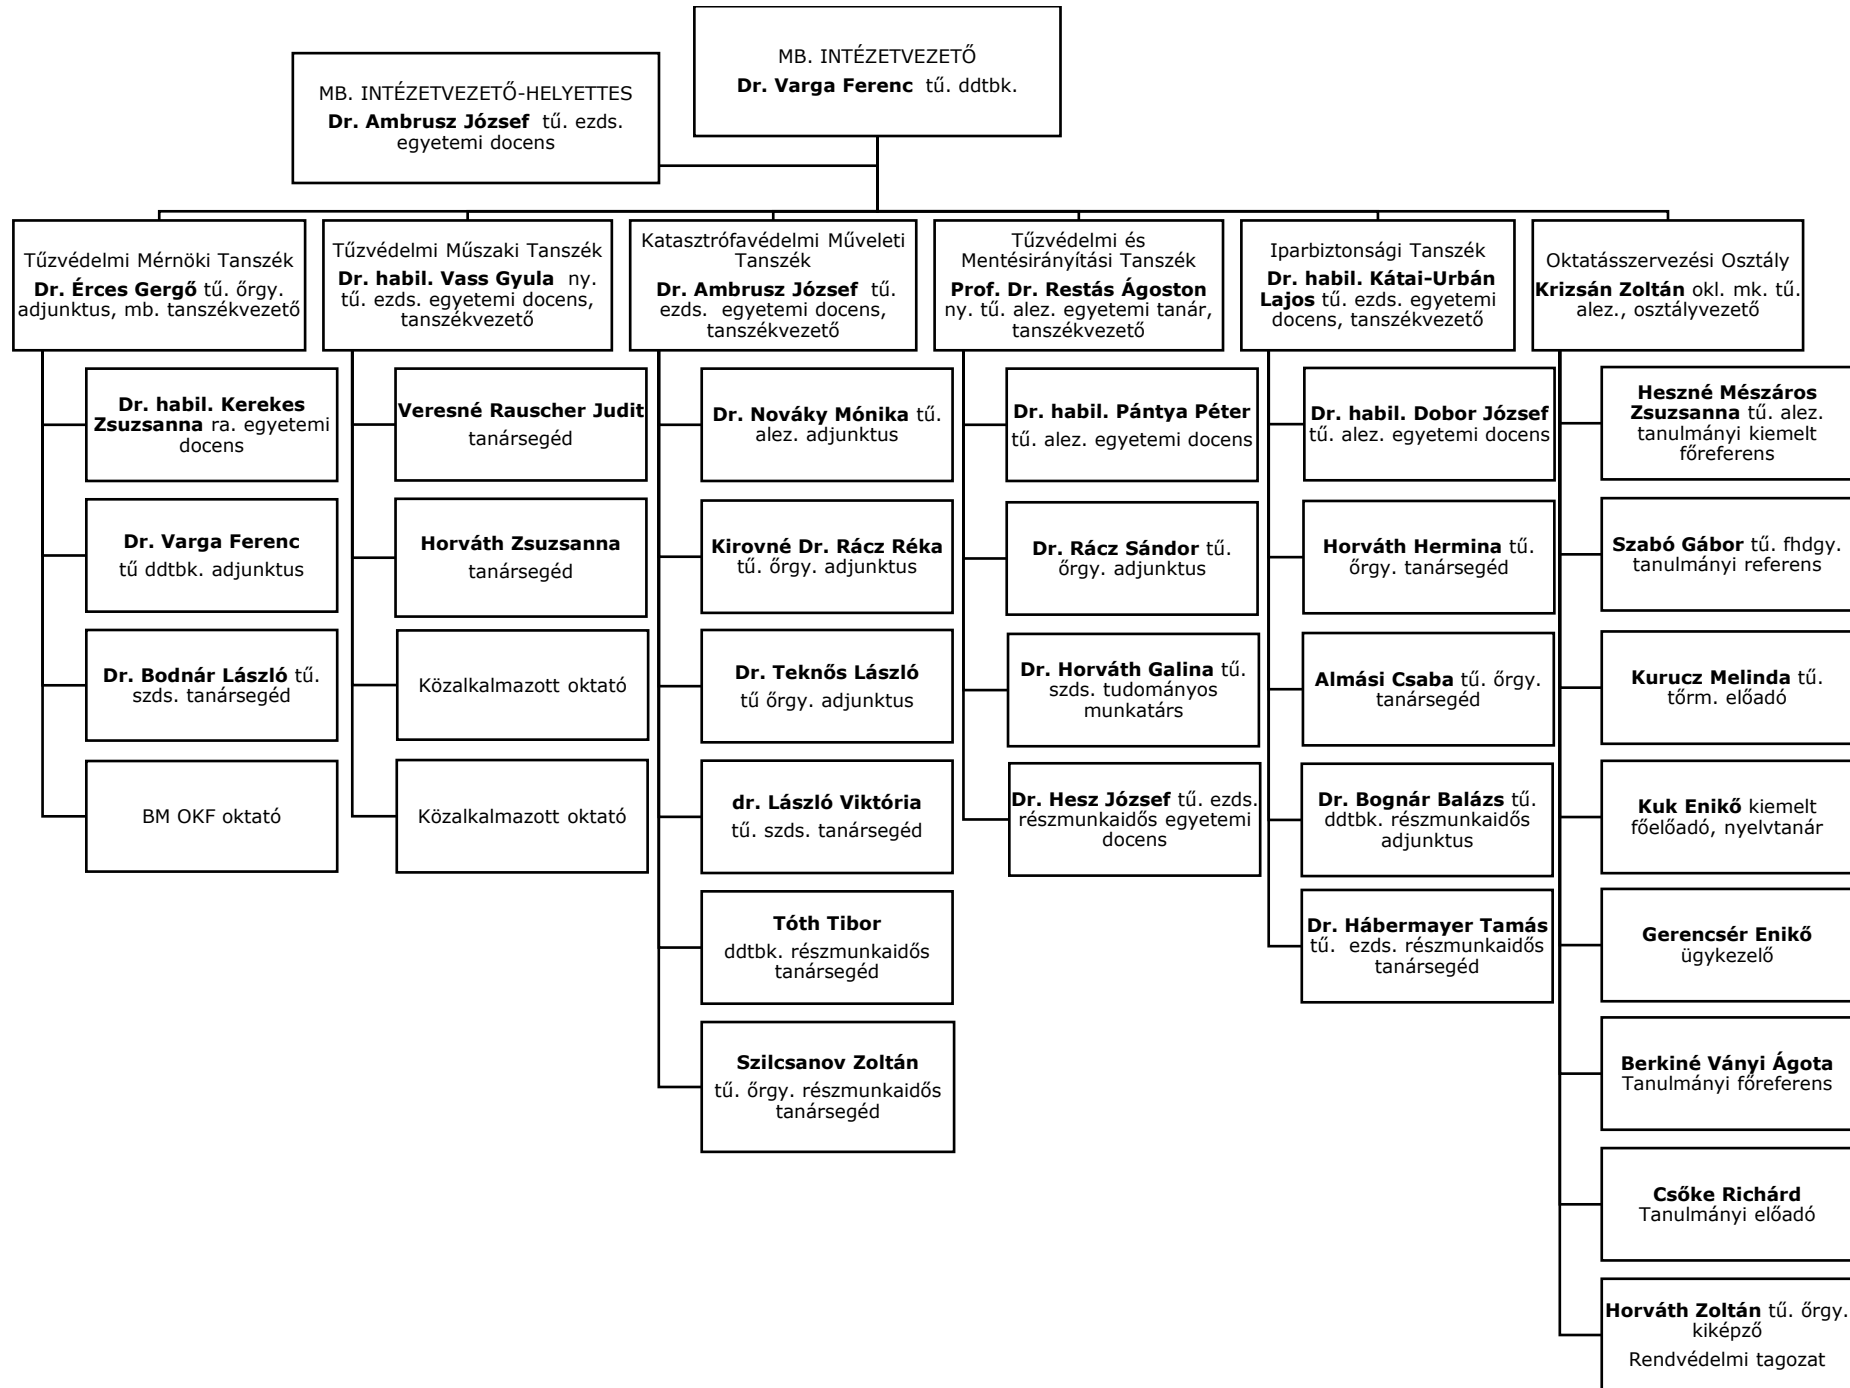 MB. INTÉZETVEZETŐ
Dr. Varga Ferenc tű. ddtbk.
MB. INTÉZETVEZETŐ-HELYETTES
Dr. Ambrusz József tű. ezds.
egyetemi docens
Tűzvédelmi Mérnöki Tanszék
Dr. Érces Gergő tű. őrgy.
adjunktus, mb. tanszékvezető
Dr. habil. Kerekes
Zsuzsanna ra. egyetemi
docens
Dr. Varga Ferenc
tű ddtbk. adjunktus
Dr. Bodnár László tű.
szds. tanársegéd
BM OKF oktató
Tűzvédelmi Műszaki Tanszék
Dr. habil. Vass Gyula ny.
tű. ezds. egyetemi docens,
tanszékvezető
Veresné Rauscher Judit
tanársegéd
Horváth Zsuzsanna
tanársegéd
Közalkalmazott oktató
Közalkalmazott oktató
Katasztrófavédelmi Műveleti
Tanszék
Dr. Ambrusz József tű.
ezds. egyetemi docens,
tanszékvezető
Dr. Nováky Mónika tű.
alez. adjunktus
Kirovné Dr. Rácz Réka
tű. őrgy. adjunktus
Dr. Teknős László
tű őrgy. adjunktus
dr. László Viktória
tű. szds. tanársegéd
Tóth Tibor
ddtbk. részmunkaidős
tanársegéd
Szilcsanov Zoltán
tű. őrgy. részmunkaidős
tanársegéd
Tűzvédelmi és
Mentésirányítási Tanszék
Prof. Dr. Restás Ágoston
ny. tű. alez. egyetemi tanár,
tanszékvezető
Dr. habil. Pántya Péter
tű. alez. egyetemi docens
Dr. Rácz Sándor tű.
őrgy. adjunktus
Dr. Horváth Galina tű.
szds. tudományos
munkatárs
Dr. Hesz József tű. ezds.
részmunkaidős egyetemi
docens
Iparbiztonsági Tanszék
Dr. habil. Kátai-Urbán
Lajos tű. ezds. egyetemi
docens, tanszékvezető
Dr. habil. Dobor József
tű. alez. egyetemi docens
Horváth Hermina tű.
őrgy. tanársegéd
Almási Csaba tű. őrgy.
tanársegéd
Dr. Bognár Balázs tű.
ddtbk. részmunkaidős
adjunktus
Dr. Hábermayer Tamás
tű. ezds. részmunkaidős
tanársegéd
Oktatásszervezési Osztály
Krizsán Zoltán okl. mk. tű.
alez., osztályvezető
Heszné Mészáros
Zsuzsanna tű. alez.
tanulmányi kiemelt
főreferens
Szabó Gábor tű. fhdgy.
tanulmányi referens
Kurucz Melinda tű.
tőrm. előadó
Kuk Enikő kiemelt
főelőadó, nyelvtanár
Gerencsér Enikő
ügykezelő
Berkiné Ványi Ágota
Tanulmányi főreferens
Csőke Richárd
Tanulmányi előadó
Horváth Zoltán tű. őrgy.
kiképző
Rendvédelmi tagozat